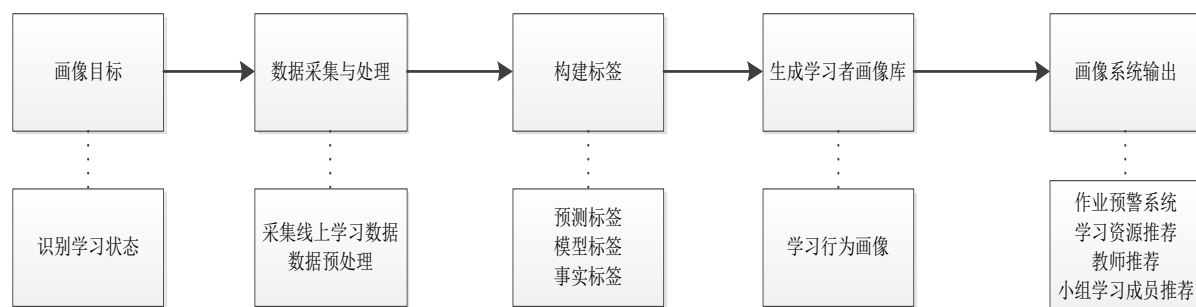 画像目标
数据采集与处理
构建标签
生成学习者画像库
画像系统输出
识别学习状态
采集线上学习数据
数据预处理
预测标签
模型标签
事实标签
学习行为画像
作业预警系统
学习资源推荐
教师推荐
小组学习成员推荐